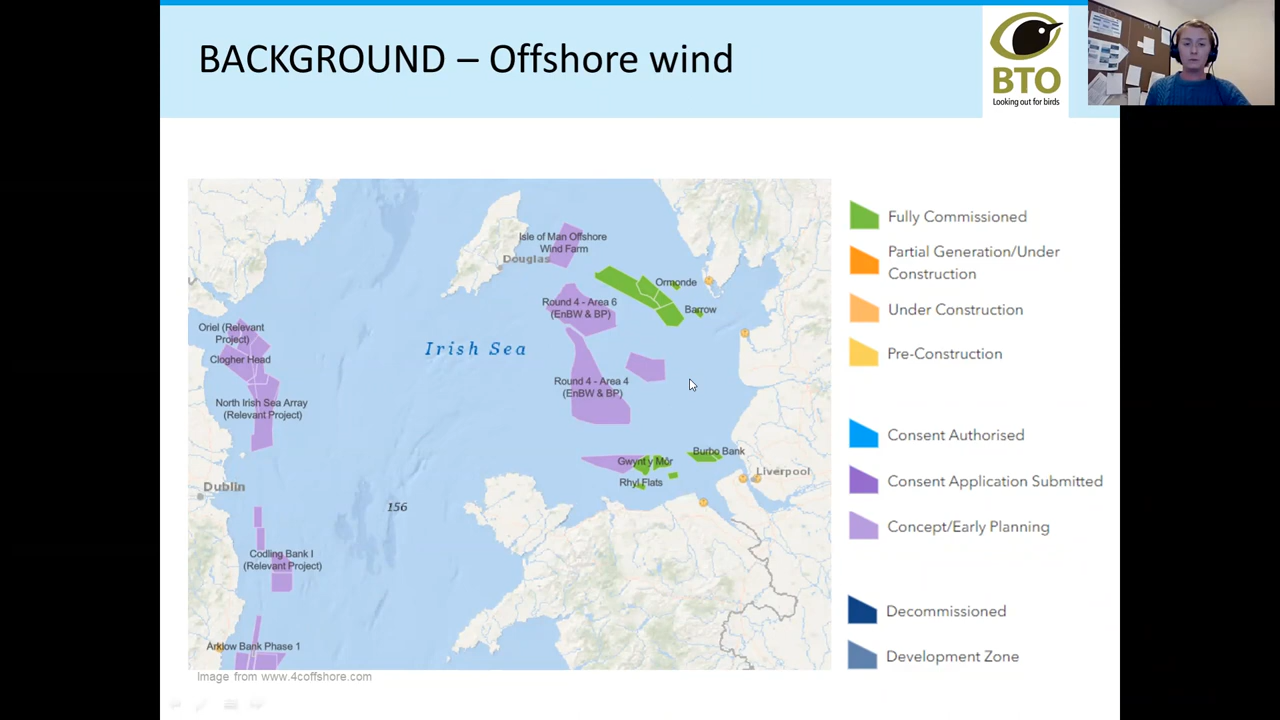 BACKGROUND – Offshore wind
BTO
Looking out for birds
Isle of Man Offshore
Wind Farm
Douglas
Ormonde
Round 4 - Area 6
(EnBW & BP)
Barrow
Oriel (Relevant
Project)
Clogher Head
Irish Sea
Round 4 - Area 4
(EnBW & BP)
North Irish Sea Array
(Relevant Project)
Burbo Bank
Gwynt y Môr
Liverpool
Rhyl Flats
Dublin
156
Codling Bank I
(Relevant Project)
Arklow Bank Phase 1
Image from www.4coffshore.com
Fully Commissioned
Partial Generation/Under
Construction
Under Construction
Pre-Construction
Consent Authorised
Consent Application Submitted
Concept/Early Planning
Decommissioned
Development Zone